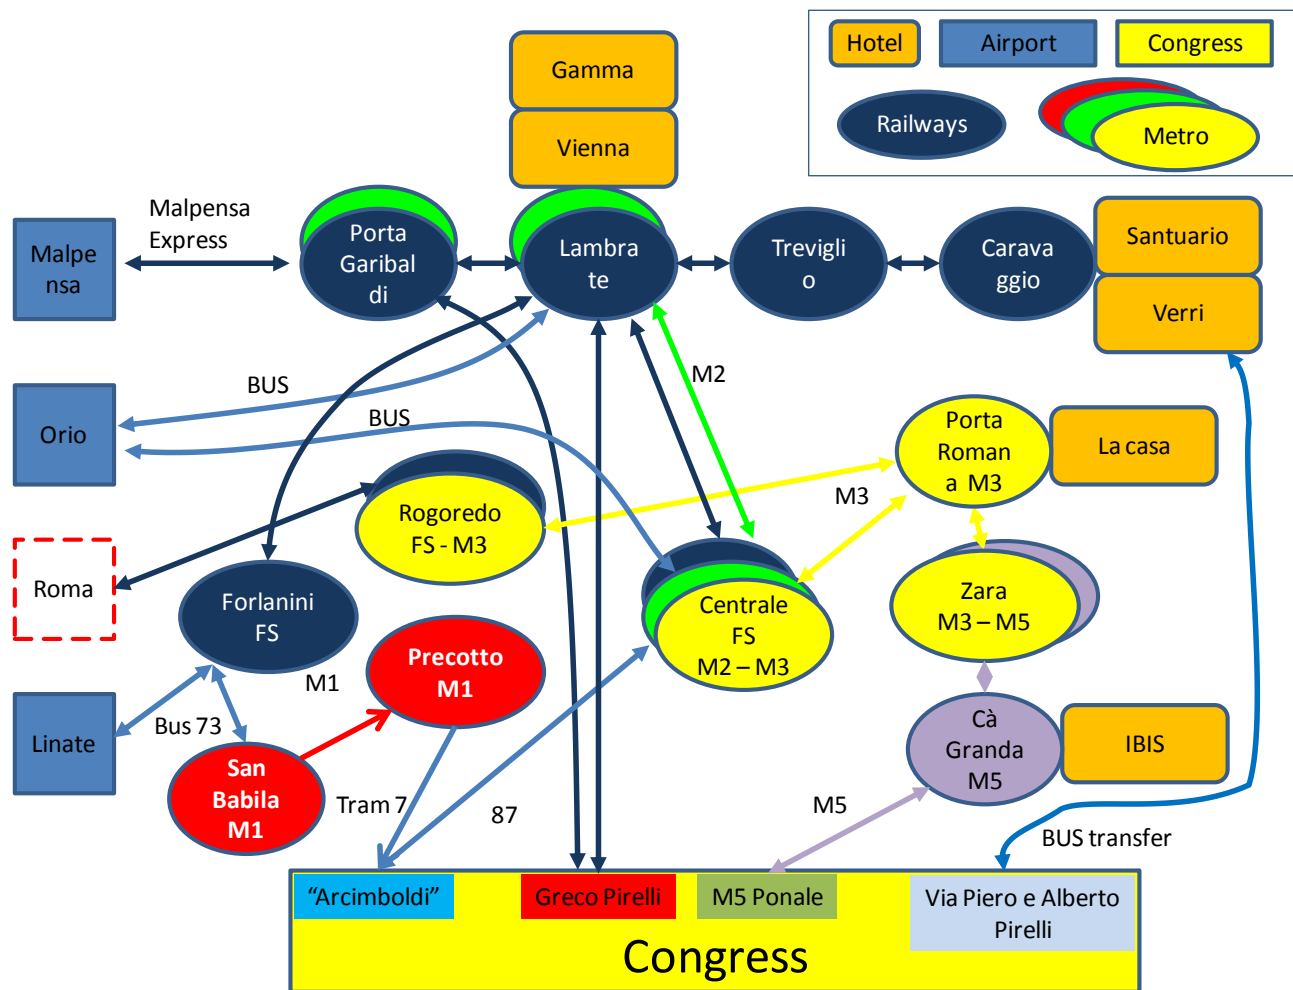 Hotel
Airport
Congress
Railways
Metro
Gamma
Vienna
Malpensa
Express
Malpe
nsa
Porta
Garibal
di
Lambra
te
Trevigli
o
Carava
ggio
Santuario
Verri
BUS
M2
BUS
Orio
Porta
Roman
a M3
La casa
M3
Rogoredo
FS - M3
Roma
Forlanini
FS
Centrale
FS
M2 – M3
Zara
M3 – M5
Precotto
M1
M1
Linate
Bus 73
San
Babila
M1
Cà
Granda
M5
IBIS
Tram 7
87
M5
BUS transfer
“Arcimboldi”
Greco Pirelli
M5 Ponale
Via Piero e Alberto
Pirelli
Congress